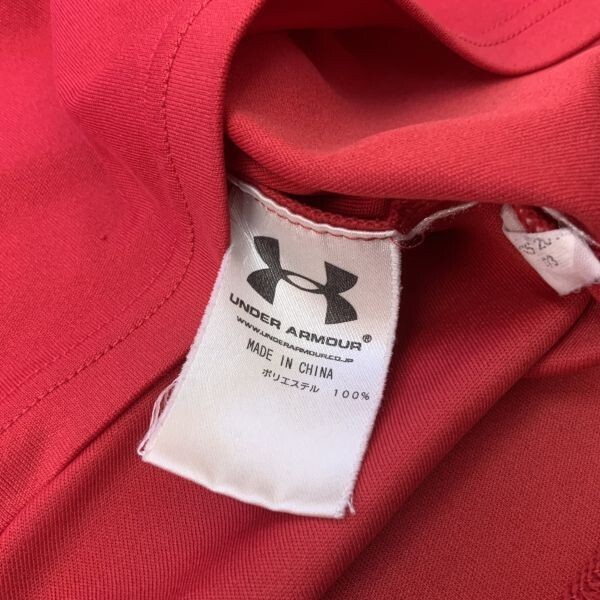 UNDER ARMOUR®
WWW.UNDERARMOUR.CO.JP
MADE IN CHINA
ポリエステル 100%